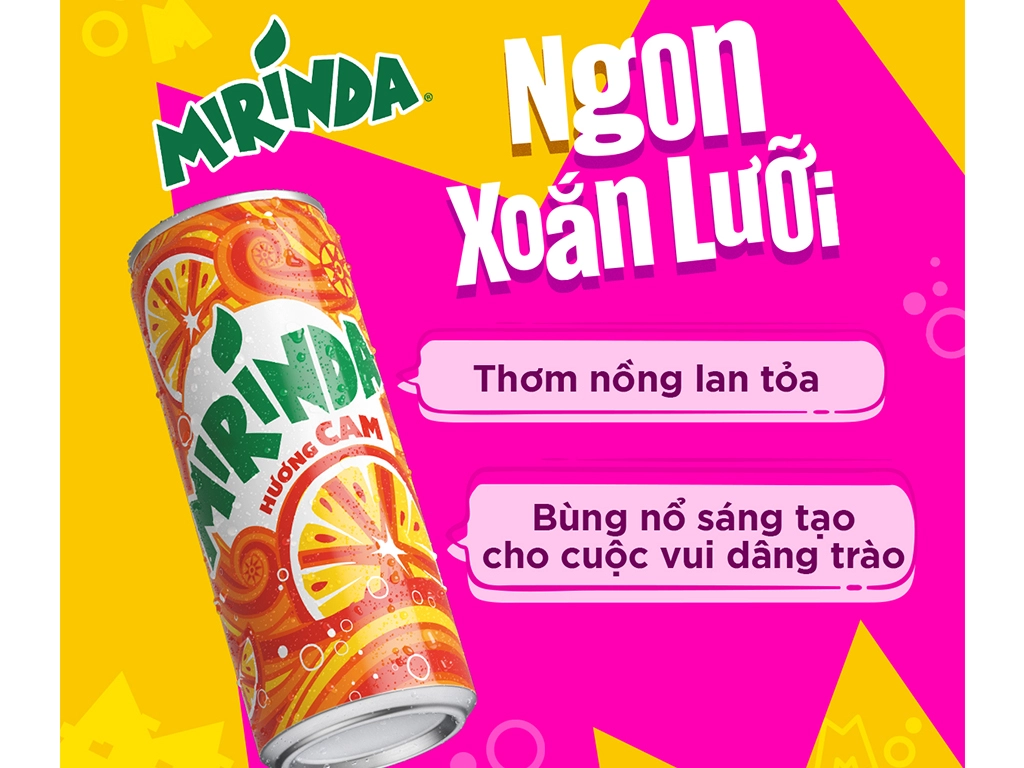 MIRINDA®
Ngon
Xoắn Lưỡi
MIRINDA
HƯƠNG CAM
Thơm nồng lan tỏa
Bùng nổ sáng tạo
cho cuộc vui dâng trào